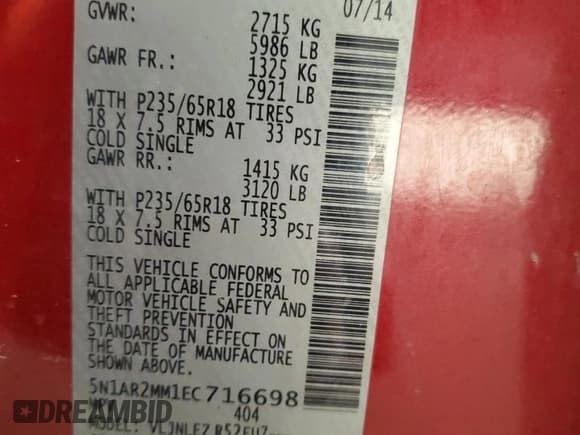 07/14
GVWR: 2715 KG
5986 LB
GAWR FR.: 1325 KG
2921 LB
WITH P235/65R18 TIRES
18 X 7.5 RIMS AT 33 PSI
COLD SINGLE
GAWR RR.: 1415 KG
3120 LB
WITH P235/65R18 TIRES
18 X 7.5 RIMS AT 33 PSI
COLD SINGLE
THIS VEHICLE CONFORMS TO
ALL APPLICABLE FEDERAL
MOTOR VEHICLE SAFETY AND
THEFT PREVENTION
STANDARDS IN EFFECT ON
THE DATE OF MANUFACTURE
SHOWN ABOVE.
5N1AR2MM1EC716698
MPV 404
DREAMBID